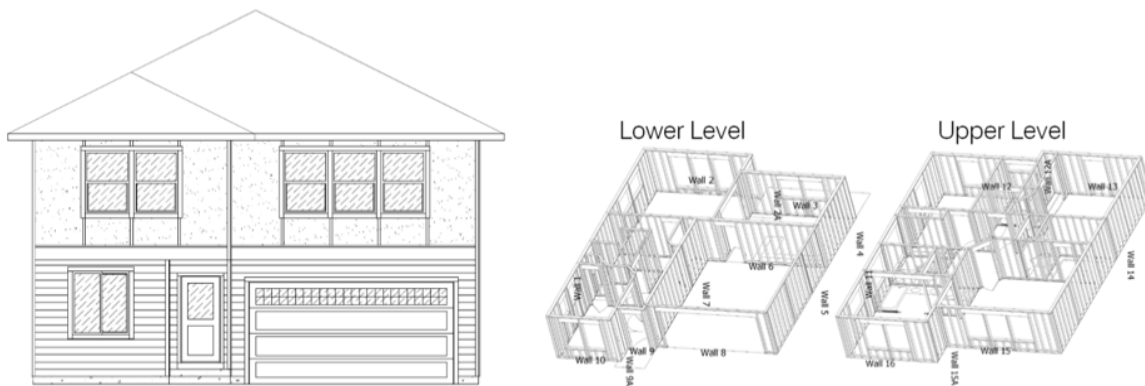 Lower Level
Upper Level
Wall 2
Wall 2A
Wall 3
Wall 4
Wall 1
Wall 6
Wall 7
Wall 5
Wall 10
Wall 9
Wall 9A
Wall 8
Wall 12
Wall 12A
Wall 13
Wall 14
Wall 11
Wall 16
Wall 15A
Wall 15